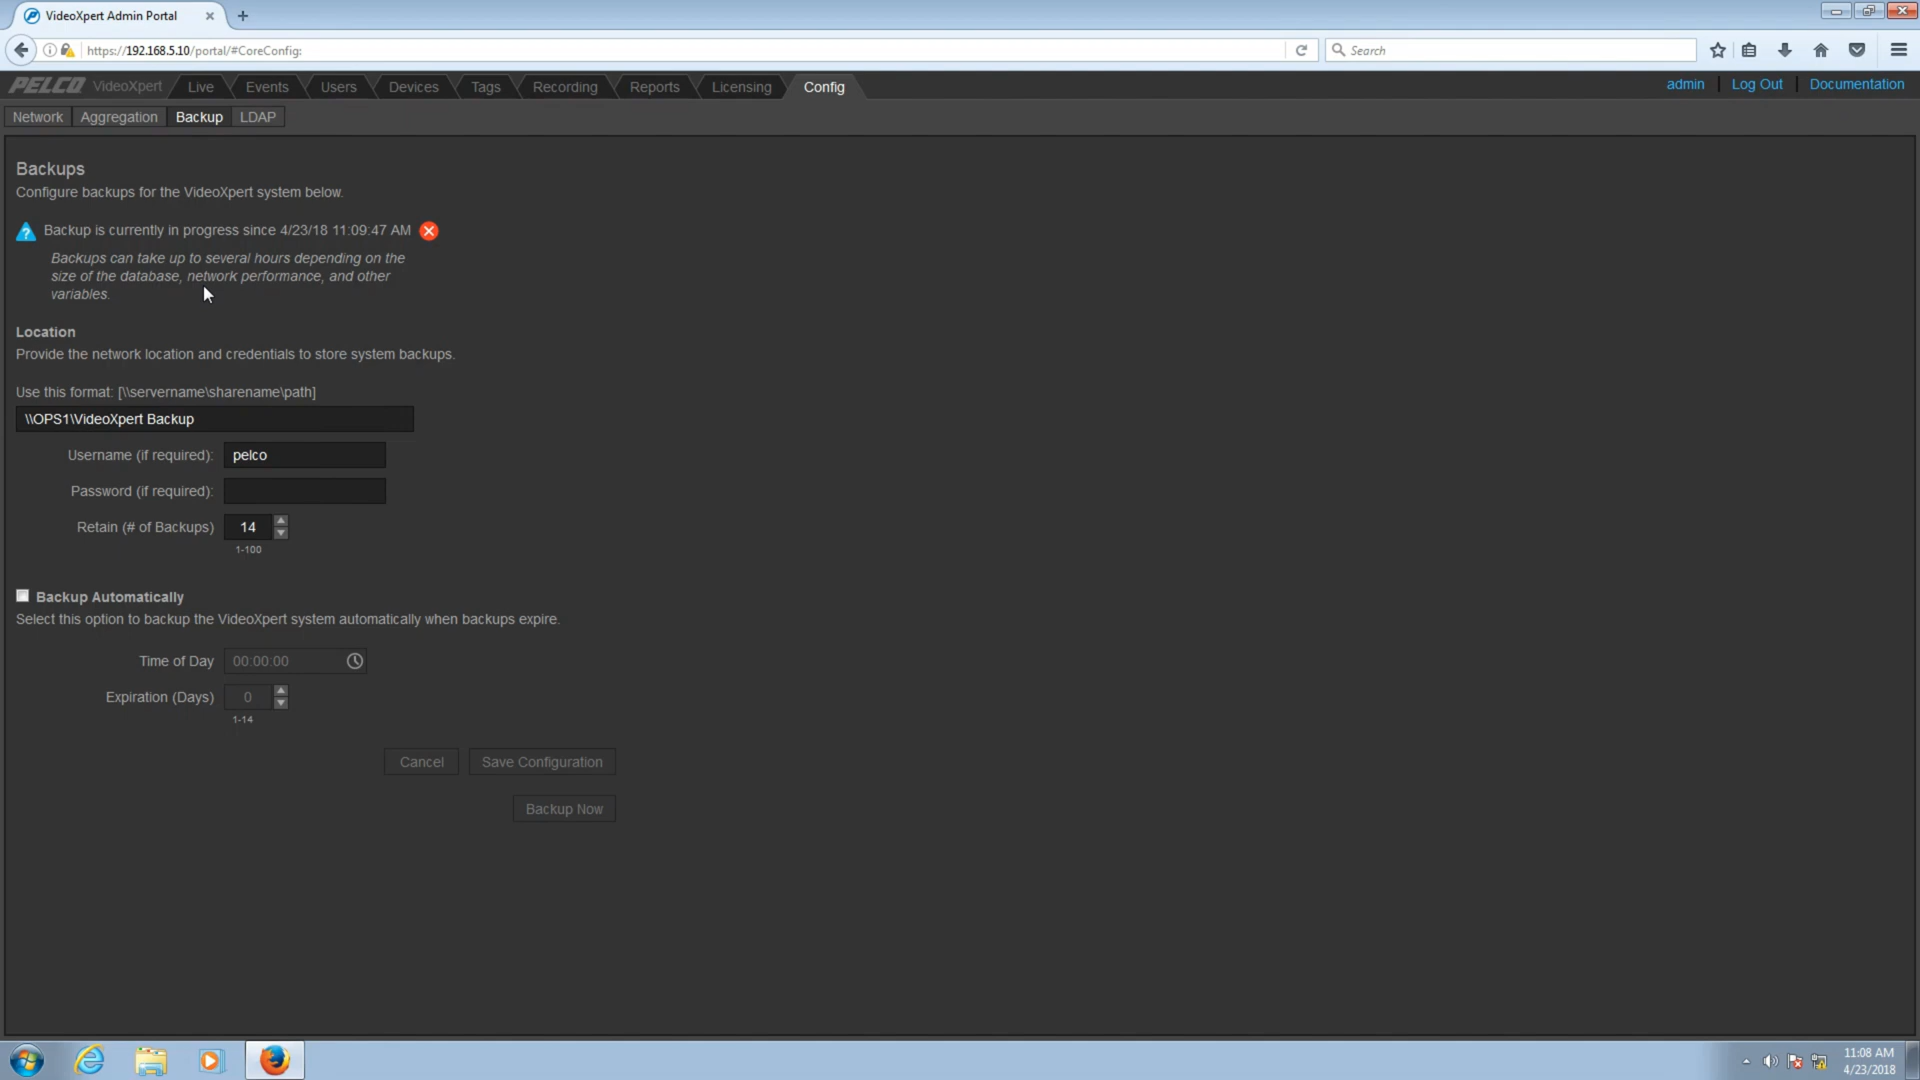 VideoXpert Admin Portal
https://192.168.5.10/portal/#CoreConfig:
Search
PELCO VideoXpert Live Events Users Devices Tags Recording Reports Licensing Config admin Log Out Documentation
Network Aggregation Backup LDAP
Backups
Configure backups for the VideoXpert system below.
? Backup is currently in progress since 4/23/18 11:09:47 AM
Backups can take up to several hours depending on the
size of the database, network performance, and other
variables.
Location
Provide the network location and credentials to store system backups.
Use this format: [\\servername\sharename\path]
\\OPS1\VideoXpert Backup
Username (if required): pelco
Password (if required):
Retain (# of Backups) 14
1-100
Backup Automatically
Select this option to backup the VideoXpert system automatically when backups expire.
Time of Day 00:00:00
Expiration (Days) 0
1-14
Cancel Save Configuration
Backup Now
11:08 AM
4/23/2018